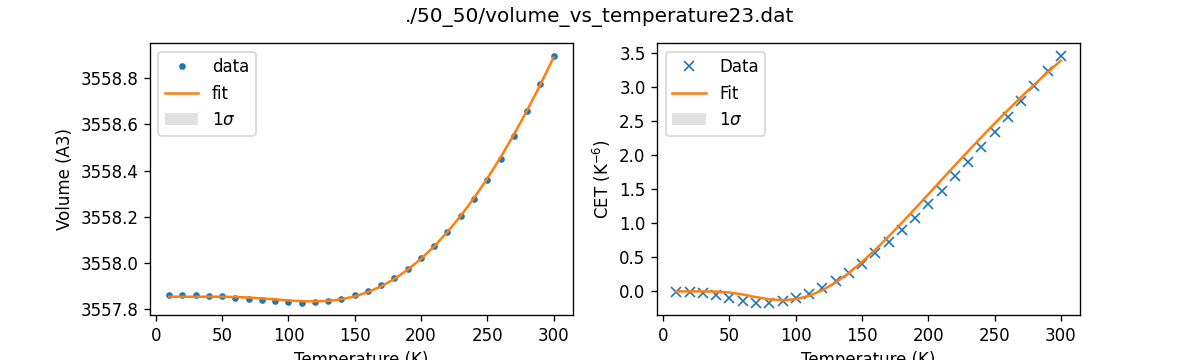 ./50_50/volume_vs_temperature23.dat
data
fit
1σ
Volume (A3)
3558.8
3558.6
3558.4
3558.2
3558.0
3557.8
0 50 100 150 200 250 300
Temperature (K)
Data
Fit
1σ
CET (K⁻⁶)
3.5
3.0
2.5
2.0
1.5
1.0
0.5
0.0
0 50 100 150 200 250 300
Temperature (K)